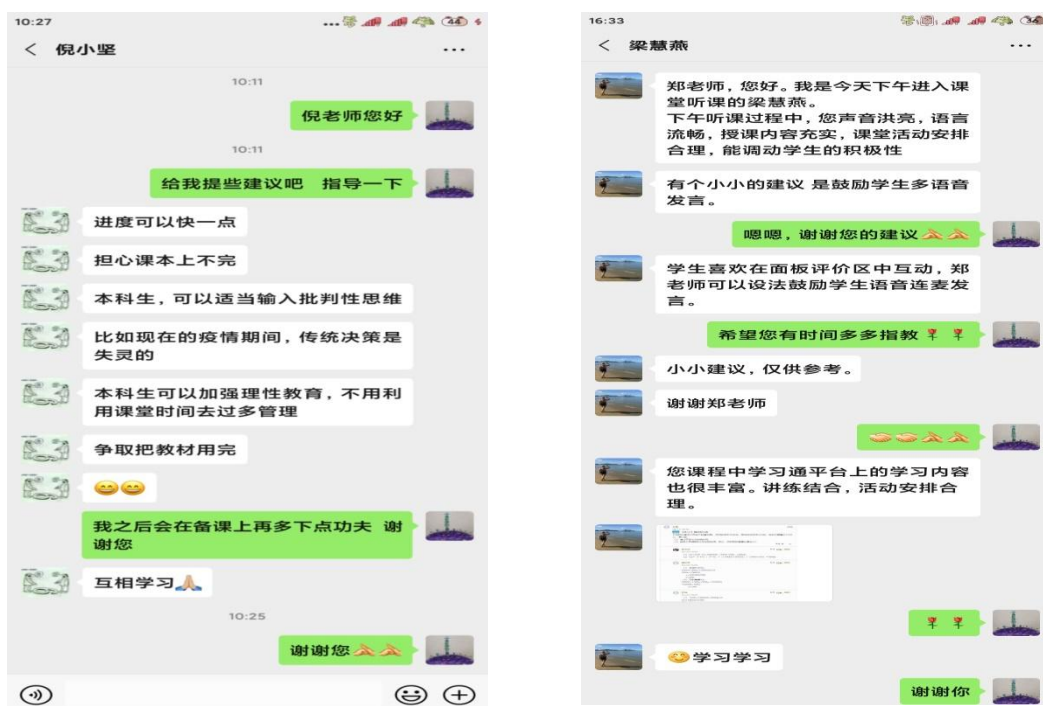 10:27
44
倪小坚
10:11
倪老师您好
10:11
给我提些建议吧 指导一下
进度可以快一点
担心课本上不完
本科生，可以适当输入批判性思维
比如现在的疫情期间，传统决策是
失灵的
本科生可以加强理性教育，不用利
用课堂时间去过多管理
争取把教材用完
我之后会在备课上再多下点功夫 谢
谢您
互相学习
10:25
谢谢您
16:33
34
梁慧燕
郑老师，您好。我是今天下午进入课
堂听课的梁慧燕。
下午听课过程中，您声音洪亮，语言
流畅，授课内容充实，课堂活动安排
合理，能调动学生的积极性
有个小小的建议 是鼓励学生多语音
发言。
嗯嗯，谢谢您的建议
学生喜欢在面板评价区中互动，郑
老师可以设法鼓励学生语音连麦发
言。
希望您有时间多多指教
小小建议，仅供参考。
谢谢郑老师
您课程中学习通平台上的学习内容
也很丰富。讲练结合，活动安排合
理。
学习学习
谢谢你